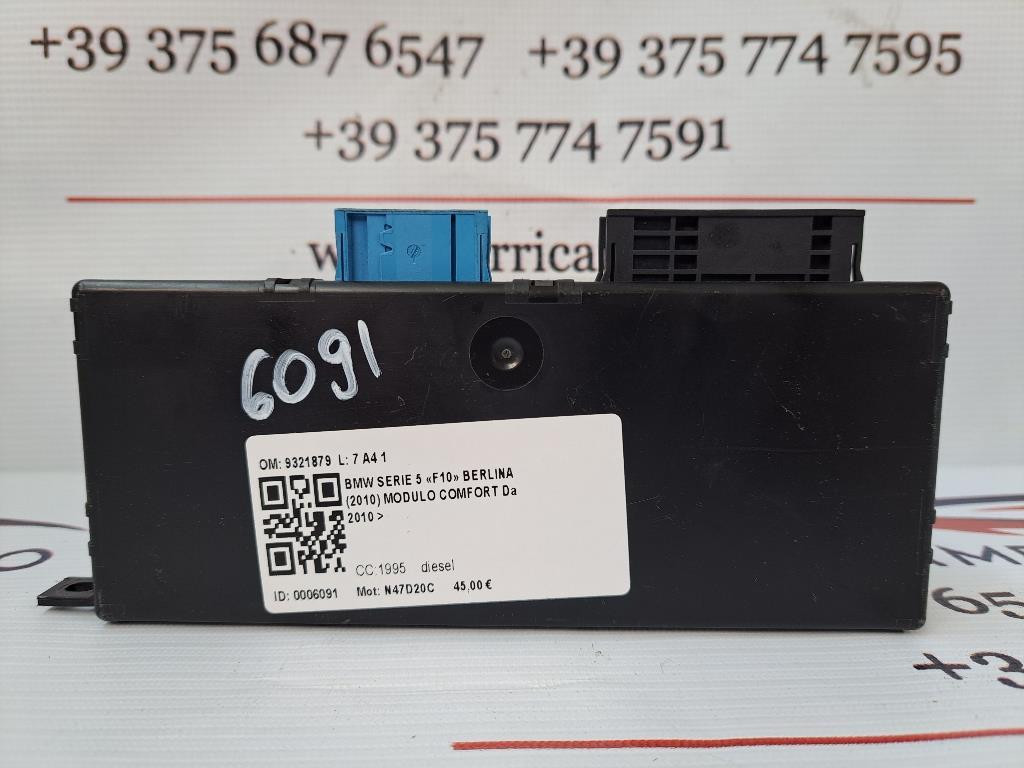 +39 375 687 6547 +39 375 774 7595
+39 375 774 7591
6091
OM: 9321879 L: 7 A4 1
BMW SERIE 5 «F10» BERLINA
(2010) MODULO COMFORT Da
2010 >
CC:1995 diesel
ID: 0006091 Mot: N47D20C 45,00 €